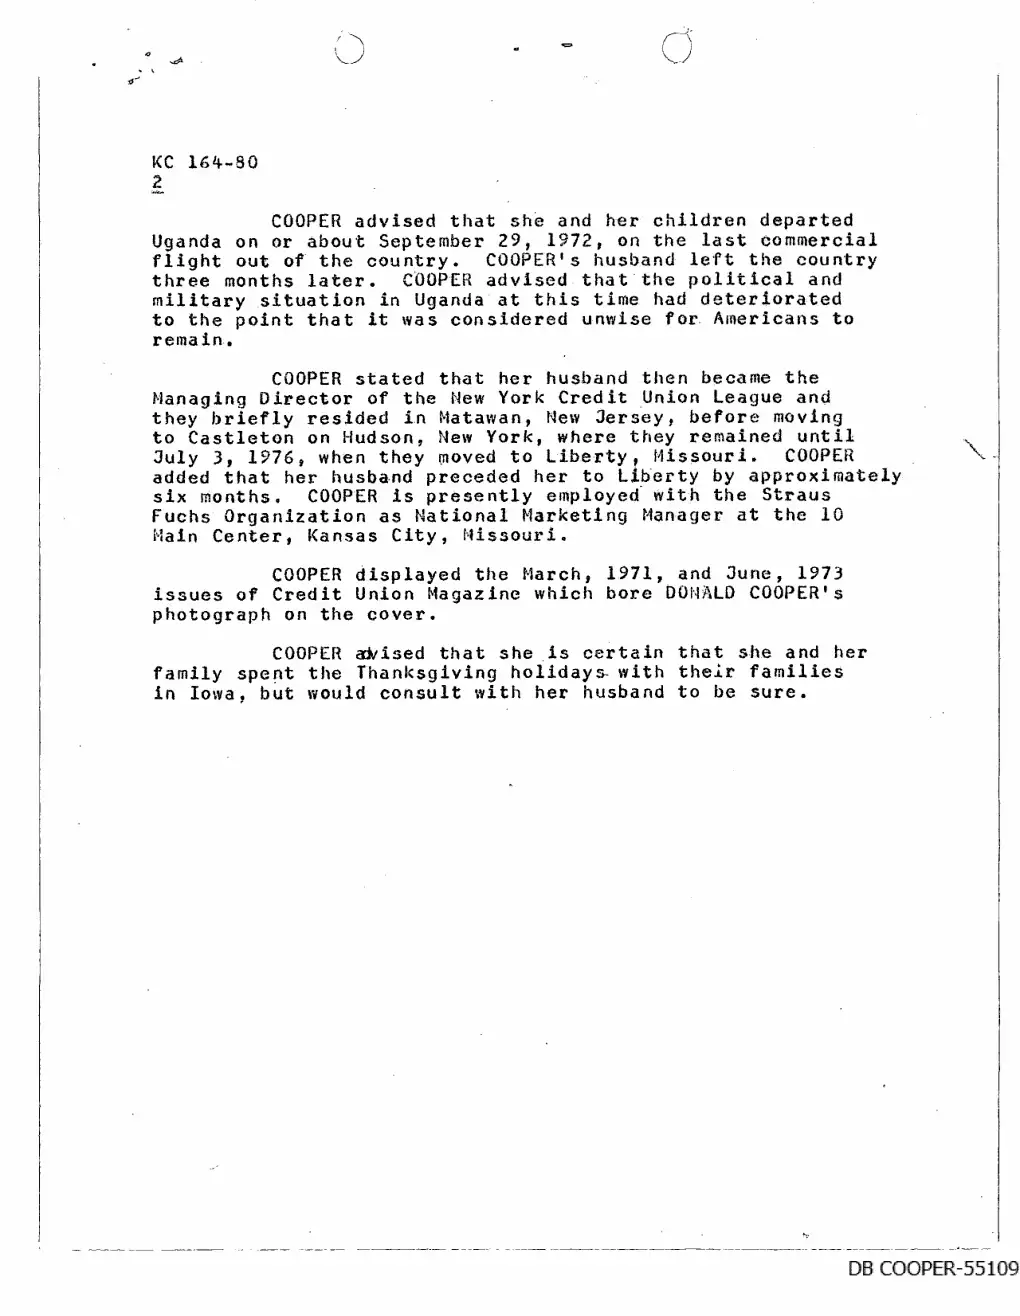 KC 164-80
2
COOPER advised that she and her children departed
Uganda on or about September 29, 1972, on the last commercial
flight out of the country. COOPER's husband left the country
three months later. COOPER advised that the political and
military situation in Uganda at this time had deteriorated
to the point that it was considered unwise for Americans to
remain.
COOPER stated that her husband then became the
Managing Director of the New York Credit Union League and
they briefly resided in Matawan, New Jersey, before moving
to Castleton on Hudson, New York, where they remained until
July 3, 1976, when they moved to Liberty, Missouri. COOPER
added that her husband preceded her to Liberty by approximately
six months. COOPER is presently employed with the Straus
Fuchs Organization as National Marketing Manager at the 10
Main Center, Kansas City, Missouri.
COOPER displayed the March, 1971, and June, 1973
issues of Credit Union Magazine which bore DONALD COOPER's
photograph on the cover.
COOPER advised that she is certain that she and her
family spent the Thanksgiving holidays with their families
in Iowa, but would consult with her husband to be sure.
DB COOPER-55109